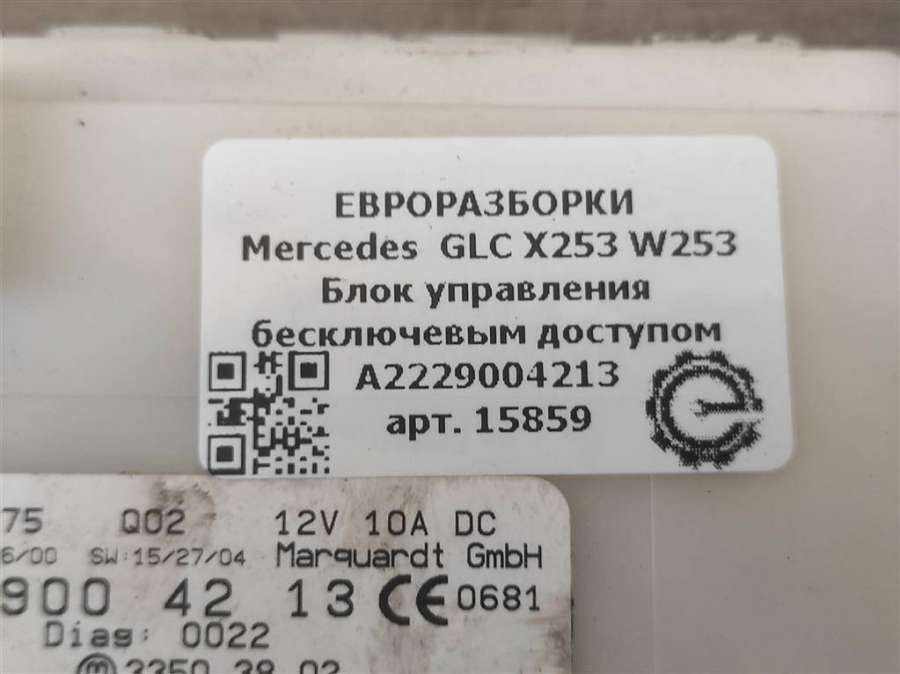 ЕВРОРАЗБОРКИ
Mercedes GLC X253 W253
Блок управления
бесключевым доступом
A2229004213
арт. 15859
75 Q02 12V 10A DC
6/00 SW:15/27/04 Marquardt GmbH
900 42 13 CE 0681
Diag: 0022